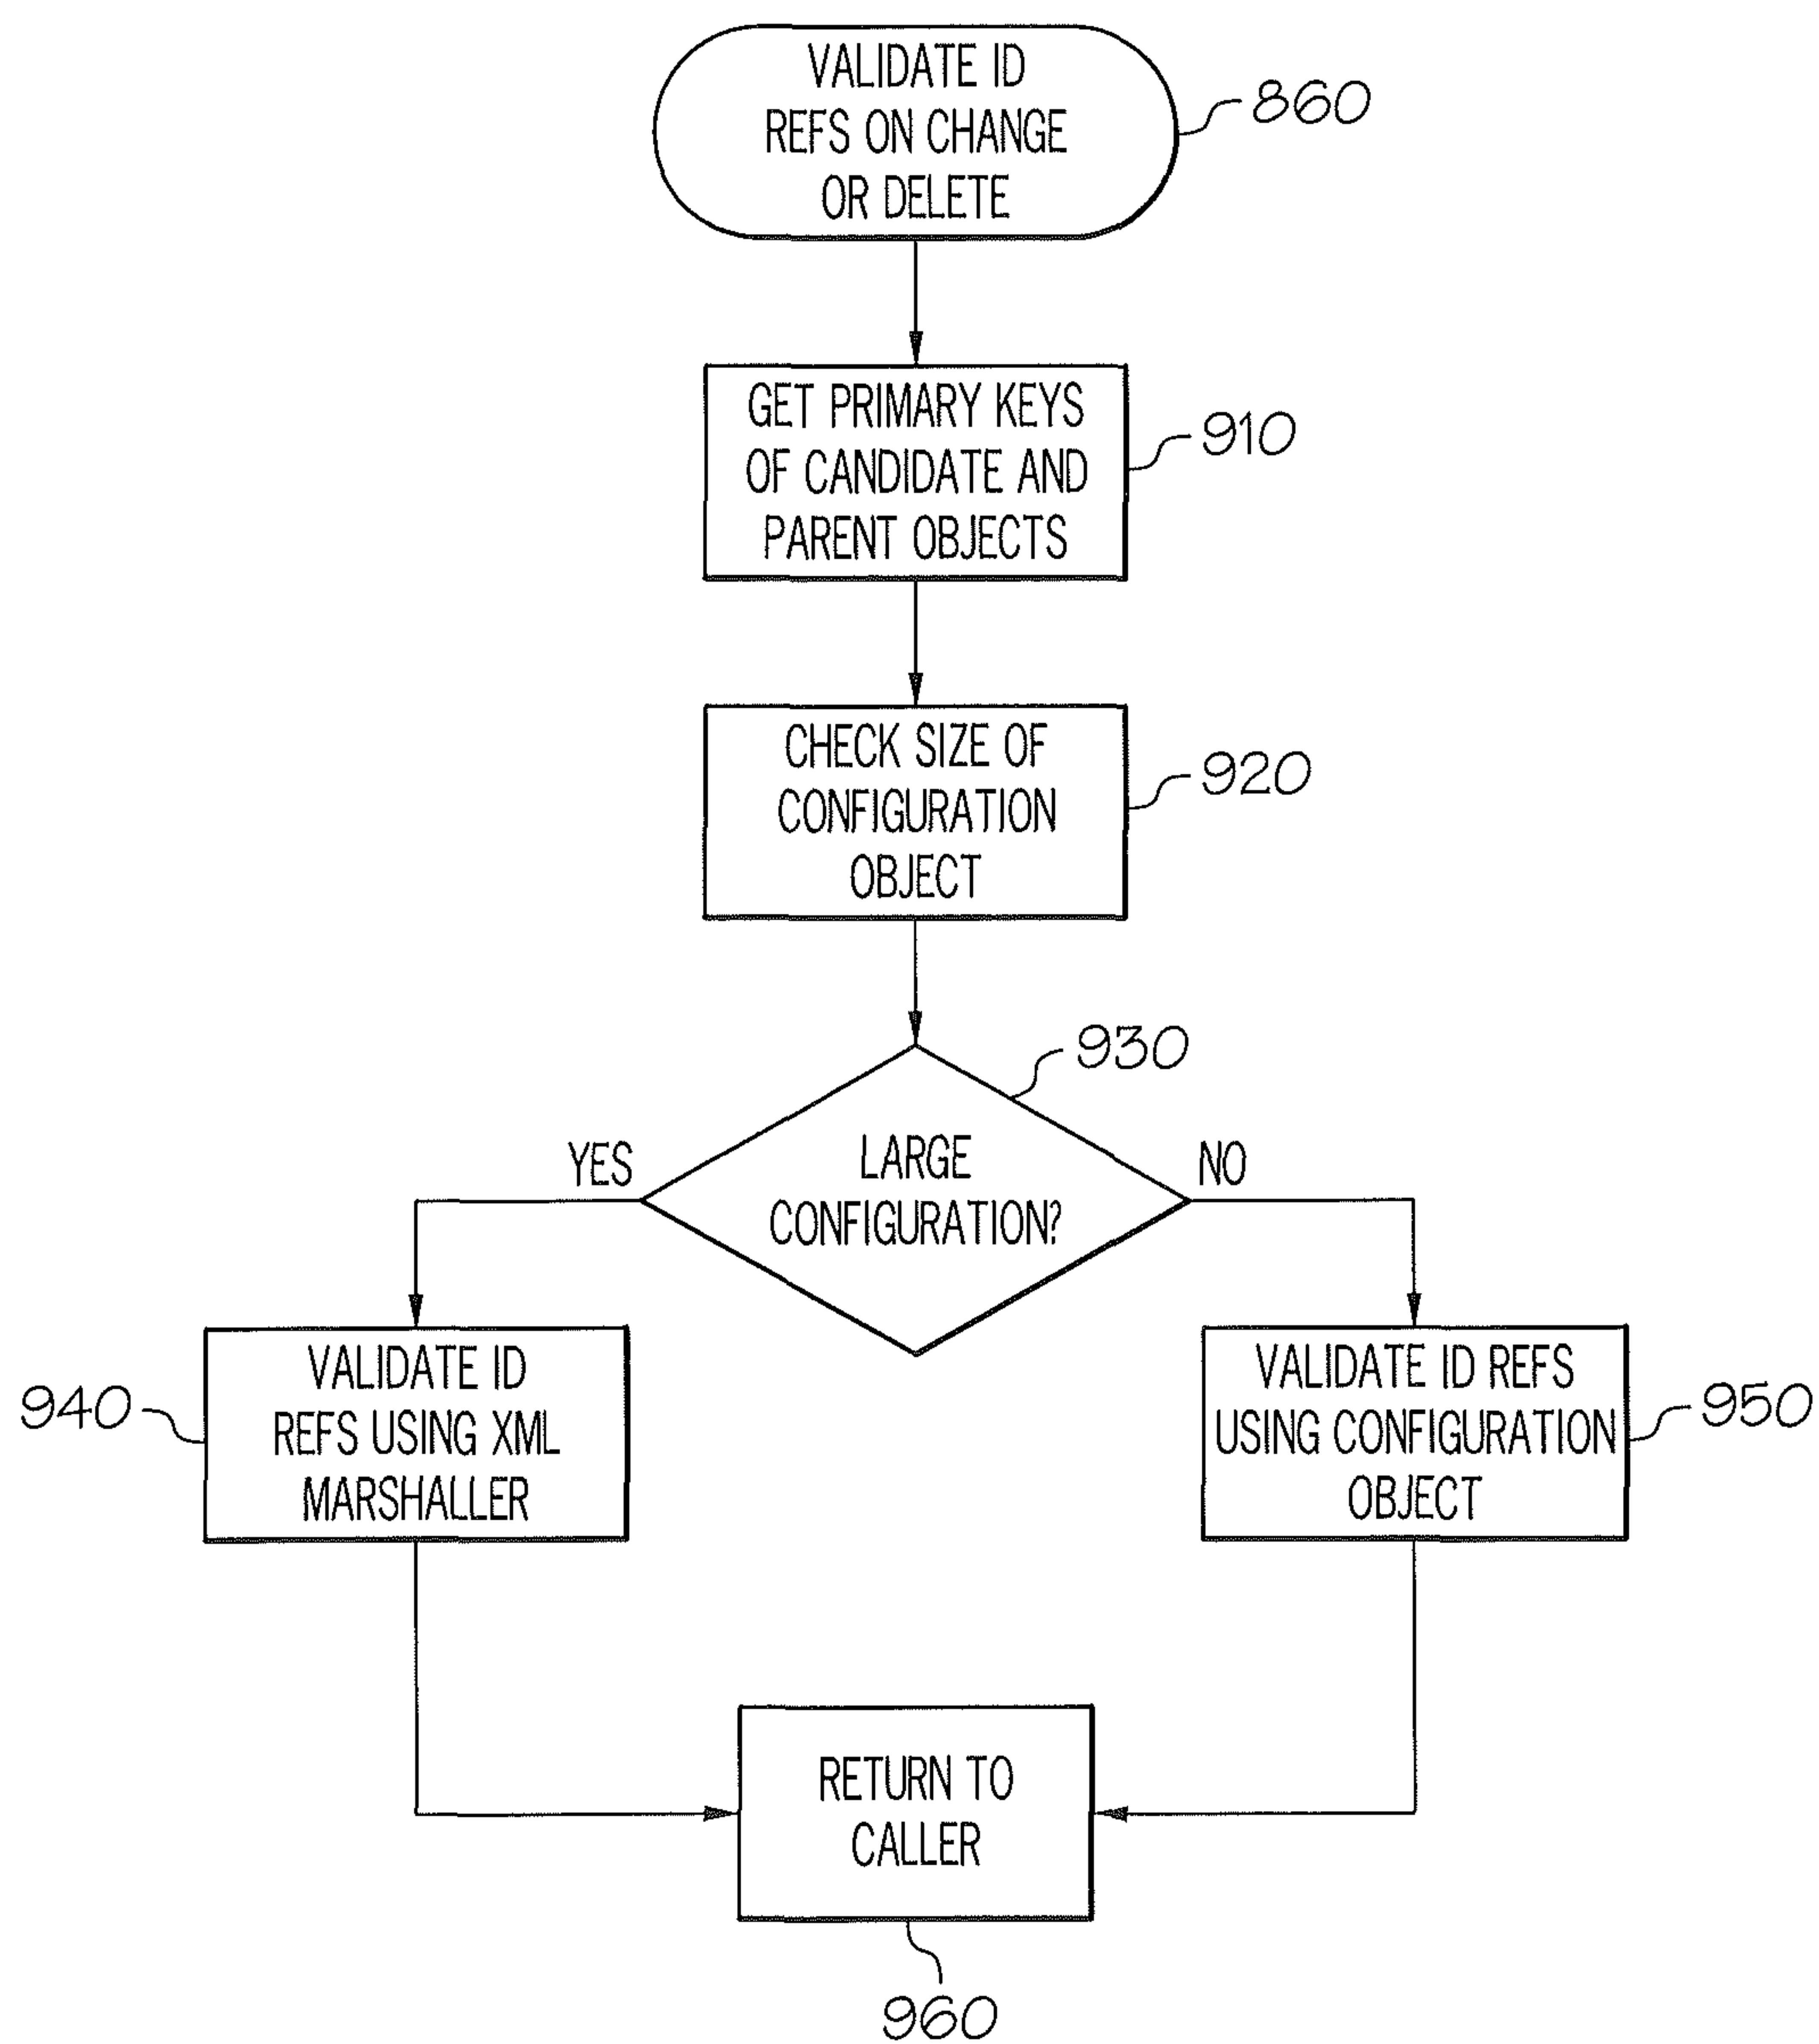 VALIDATE ID
REFS ON CHANGE
OR DELETE
860
GET PRIMARY KEYS
OF CANDIDATE AND
PARENT OBJECTS
910
CHECK SIZE OF
CONFIGURATION
OBJECT
920
930
YES
LARGE
CONFIGURATION?
NO
940
VALIDATE ID
REFS USING XML
MARSHALLER
VALIDATE ID REFS
USING CONFIGURATION
OBJECT
950
RETURN TO
CALLER
960